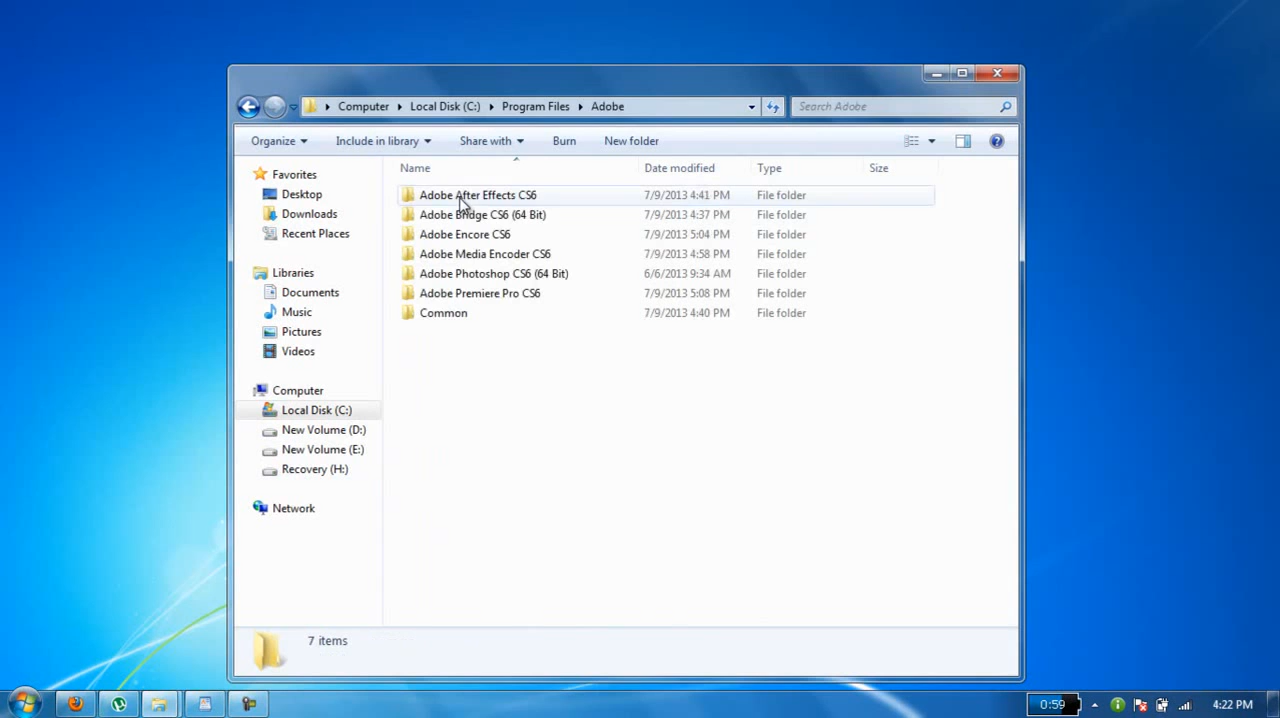 Computer Local Disk (C:) Program Files Adobe Search Adobe
Organize Include in library Share with Burn New folder
Name Date modified Type Size
Favorites
Desktop
Downloads
Recent Places
Libraries
Documents
Music
Pictures
Videos
Computer
Local Disk (C:)
New Volume (D:)
New Volume (E:)
Recovery (H:)
Network
Adobe After Effects CS6 7/9/2013 4:41 PM File folder
Adobe Bridge CS6 (64 Bit) 7/9/2013 4:37 PM File folder
Adobe Encore CS6 7/9/2013 5:04 PM File folder
Adobe Media Encoder CS6 7/9/2013 4:58 PM File folder
Adobe Photoshop CS6 (64 Bit) 6/6/2013 9:34 AM File folder
Adobe Premiere Pro CS6 7/9/2013 5:08 PM File folder
Common 7/9/2013 4:40 PM File folder
7 items
0:59 4:22 PM